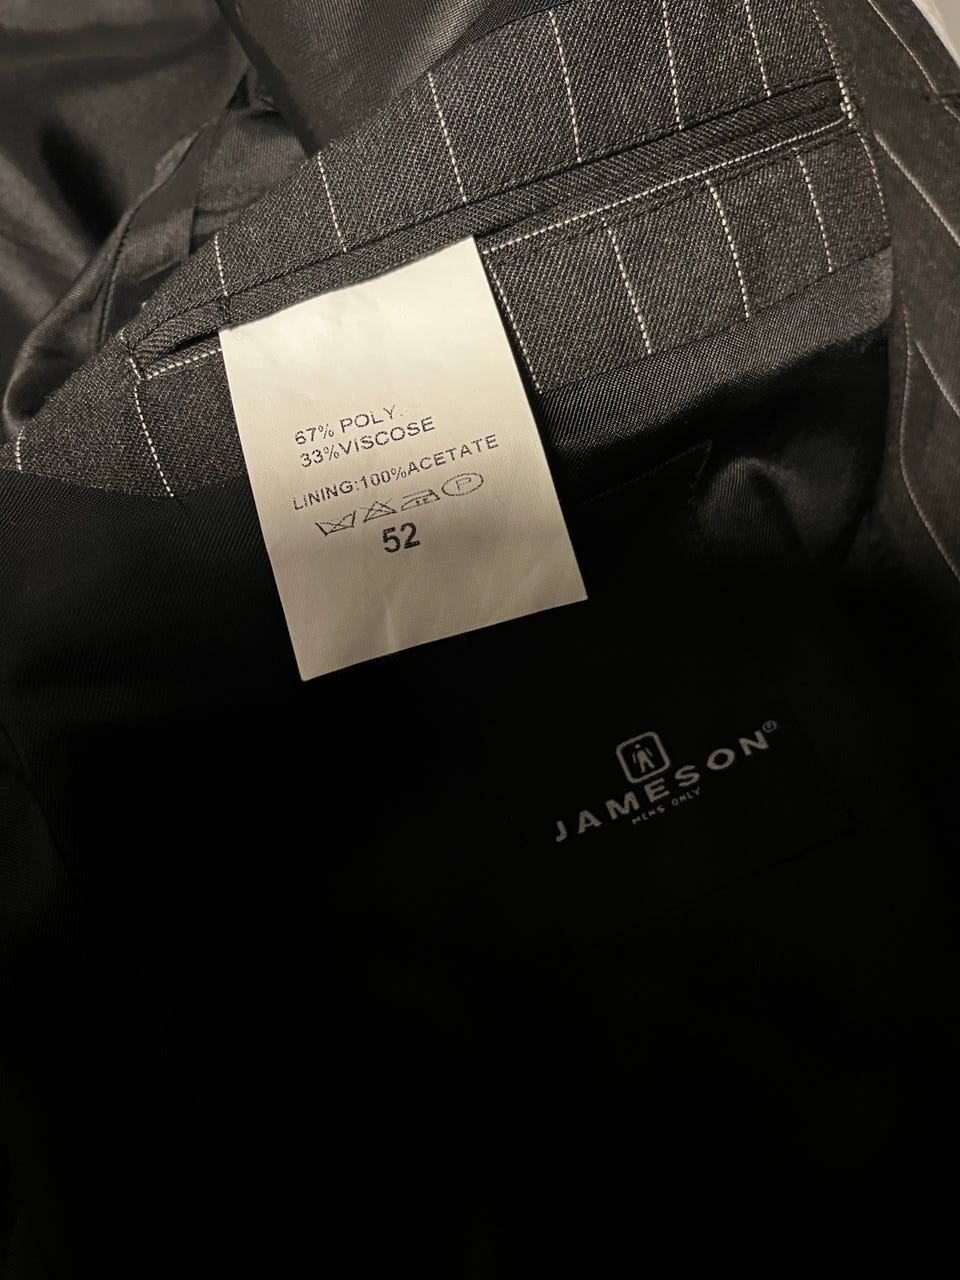 67% POLY.
33%VISCOSE
LINING:100%ACETATE
P
52
JAMESON®
MENS ONLY